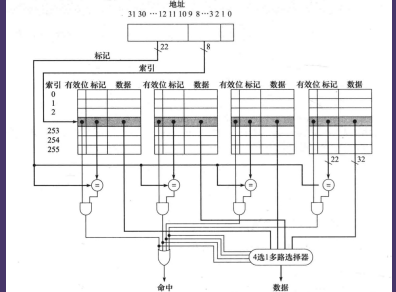 地址
31 30 ··· 12 11 10 9 8 ··· 3 2 1 0
22
8
标记
索引
索引 有效位 标记 数据 有效位 标记 数据 有效位 标记 数据 有效位 标记 数据
0
1
2
253
254
255
22
32
= = = =
4选1多路选择器
命中
数据